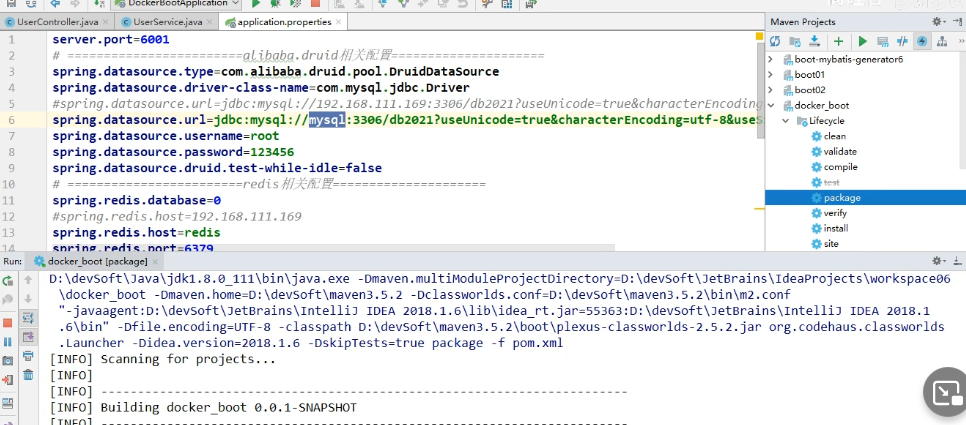 DockerBootApplication
UserController.java × UserService.java × application.properties ×
Maven Projects
1 server.port=6001
2 # ========================alibaba.druid相关配置=====================
3 spring.datasource.type=com.alibaba.druid.pool.DruidDataSource
4 spring.datasource.driver-class-name=com.mysql.jdbc.Driver
5 #spring.datasource.url=jdbc:mysql://192.168.111.169:3306/db2021?useUnicode=true&characterEncoding
6 spring.datasource.url=jdbc:mysql://mysql:3306/db2021?useUnicode=true&characterEncoding=utf-8&useS
7 spring.datasource.username=root
8 spring.datasource.password=123456
9 spring.datasource.druid.test-while-idle=false
10 # ========================redis相关配置=====================
11 spring.redis.database=0
12 #spring.redis.host=192.168.111.169
13 spring.redis.host=redis
14 spring.redis.port=6379
boot-mybatis-generator6
boot01
boot02
docker_boot
Lifecycle
clean
validate
compile
test
package
verify
install
site
Run: docker_boot [package] ×
D:\devSoft\Java\jdk1.8.0_111\bin\java.exe -Dmaven.multiModuleProjectDirectory=D:\devSoft\JetBrains\IdeaProjects\workspace06
\docker_boot -Dmaven.home=D:\devSoft\maven3.5.2 -Dclassworlds.conf=D:\devSoft\maven3.5.2\bin\m2.conf
"-javaagent:D:\devSoft\JetBrains\IntelliJ IDEA 2018.1.6\lib\idea_rt.jar=55363:D:\devSoft\JetBrains\IntelliJ IDEA 2018.1
.6\bin" -Dfile.encoding=UTF-8 -classpath D:\devSoft\maven3.5.2\boot\plexus-classworlds-2.5.2.jar org.codehaus.classworlds
.Launcher -Didea.version=2018.1.6 -DskipTests=true package -f pom.xml
[INFO] Scanning for projects...
[INFO]
[INFO] ------------------------------------------------------------------------
[INFO] Building docker_boot 0.0.1-SNAPSHOT
[INFO] ------------------------------------------------------------------------